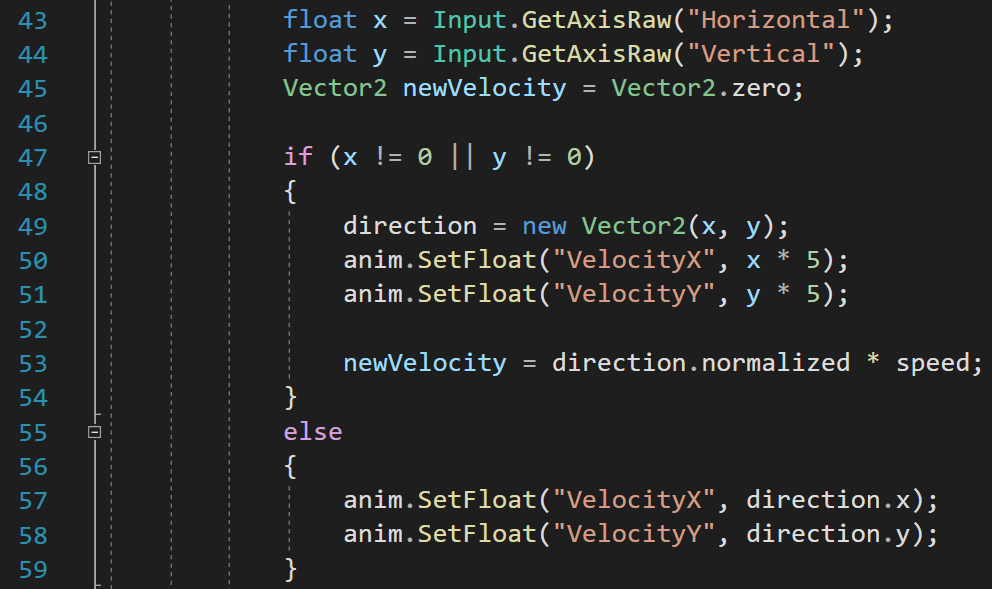 43 float x = Input.GetAxisRaw("Horizontal");
44 float y = Input.GetAxisRaw("Vertical");
45 Vector2 newVelocity = Vector2.zero;
46
47 if (x != 0 || y != 0)
48 {
49 direction = new Vector2(x, y);
50 anim.SetFloat("VelocityX", x * 5);
51 anim.SetFloat("VelocityY", y * 5);
52
53 newVelocity = direction.normalized * speed;
54 }
55 else
56 {
57 anim.SetFloat("VelocityX", direction.x);
58 anim.SetFloat("VelocityY", direction.y);
59 }